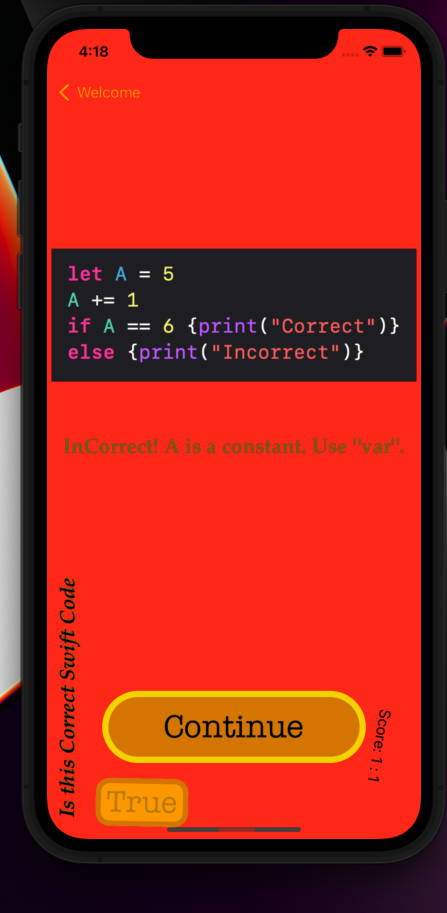 4:18
Welcome
let A = 5
A += 1
if A == 6 {print("Correct")}
else {print("Incorrect")}
InCorrect! A is a constant. Use "var".
Is this Correct Swift Code
Continue
Score: 1 : 1
True